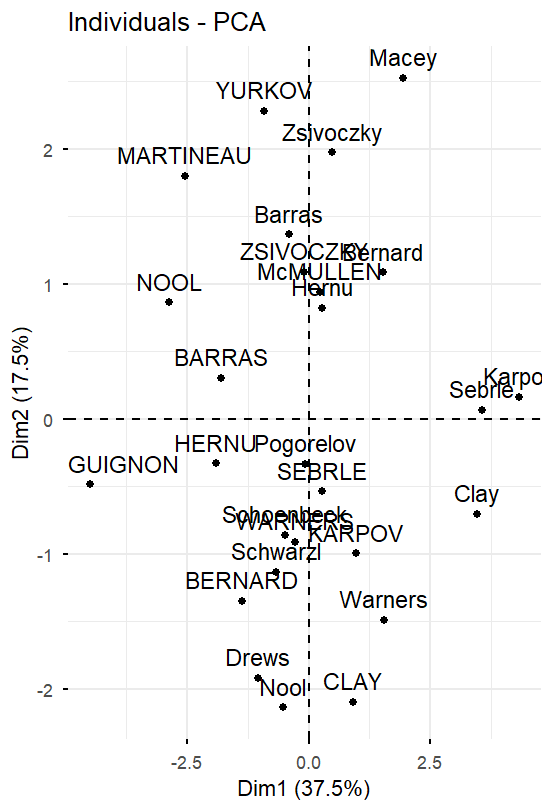 Individuals - PCA
Macey
YURKOV
Zsivoczky
2
MARTINEAU
Barras
ZSIVOCZKY
Bernard
McMULLEN
1
NOOL
Hernu
BARRAS
Karpo
Sebrle
0
HERNU
Pogorelov
GUIGNON
SEBRLE
Clay
Schoenbeck
WARNERS
KARPOV
-1
Schwarzl
BERNARD
Warners
Drews
Nool
CLAY
-2
Dim2 (17.5%)
-2.5
0.0
2.5
Dim1 (37.5%)